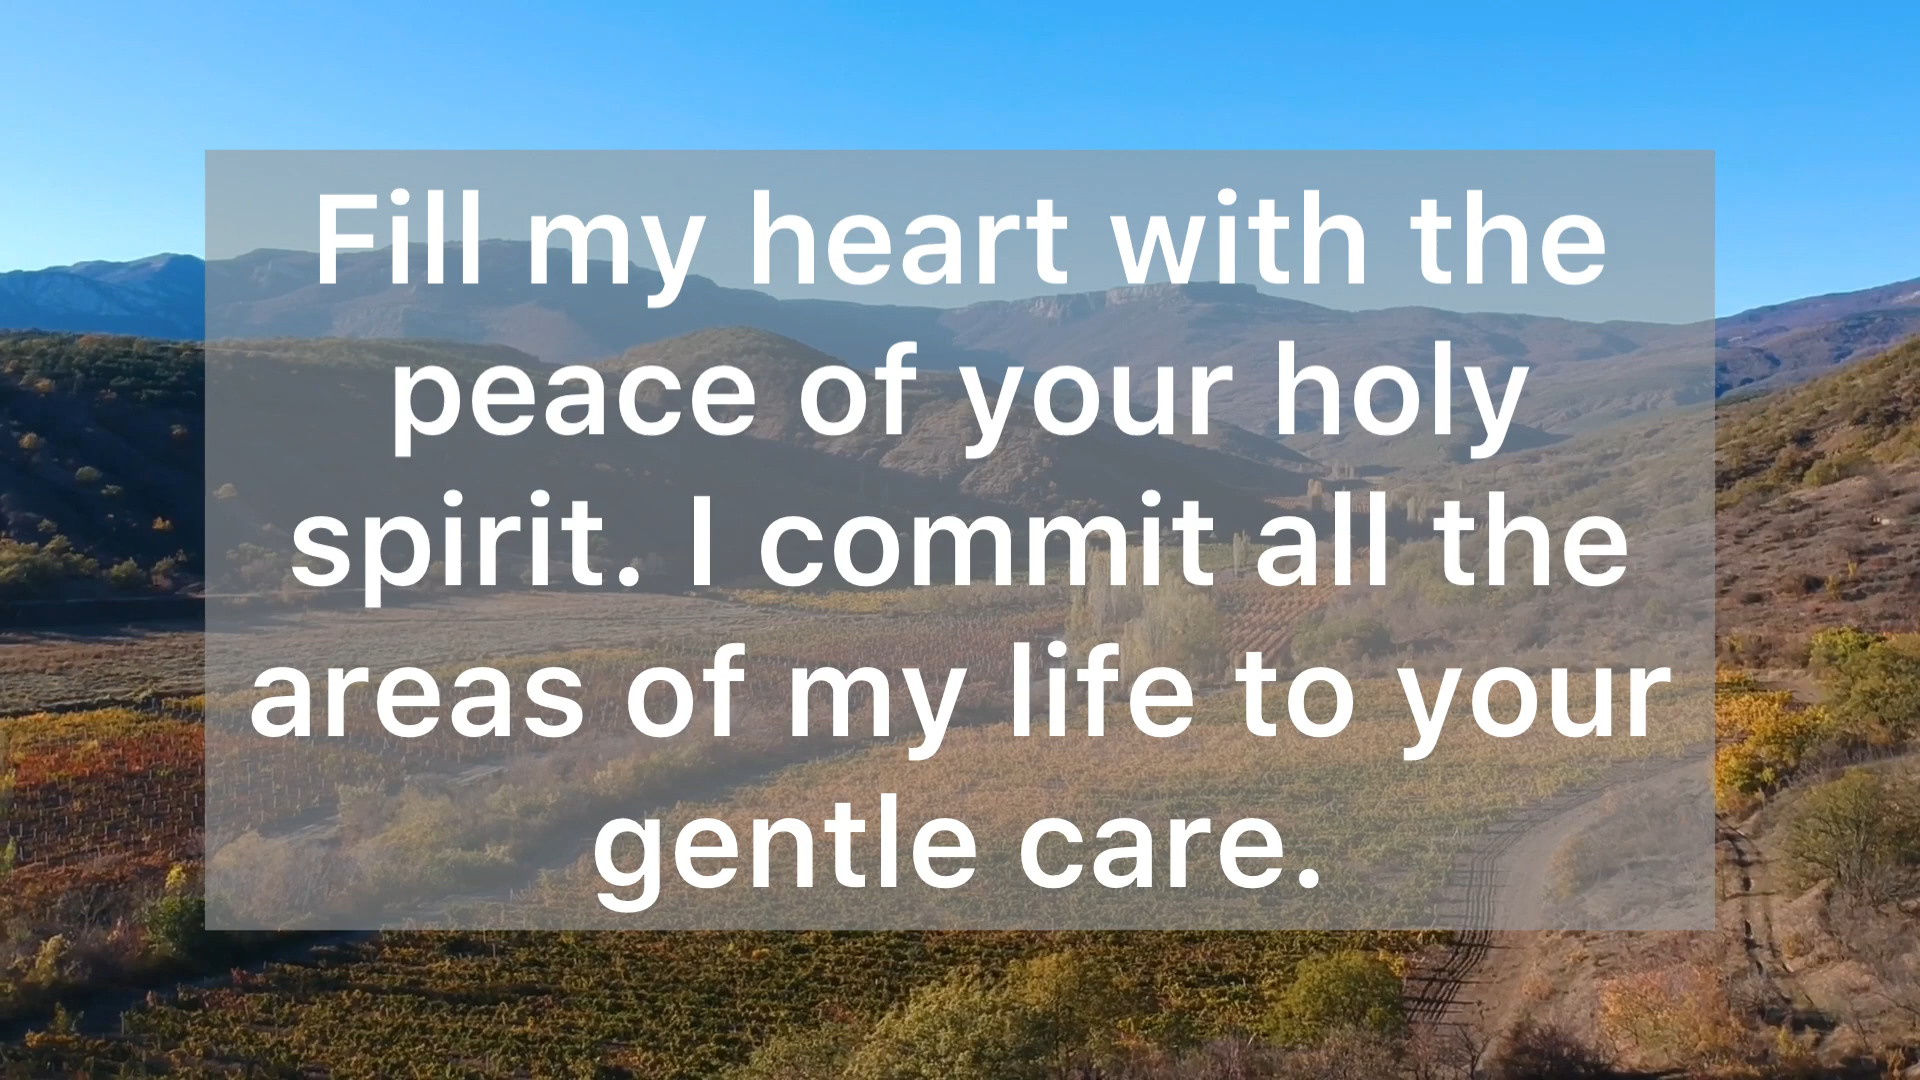 Fill my heart with the
peace of your holy
spirit. I commit all the
areas of my life to your
gentle care.